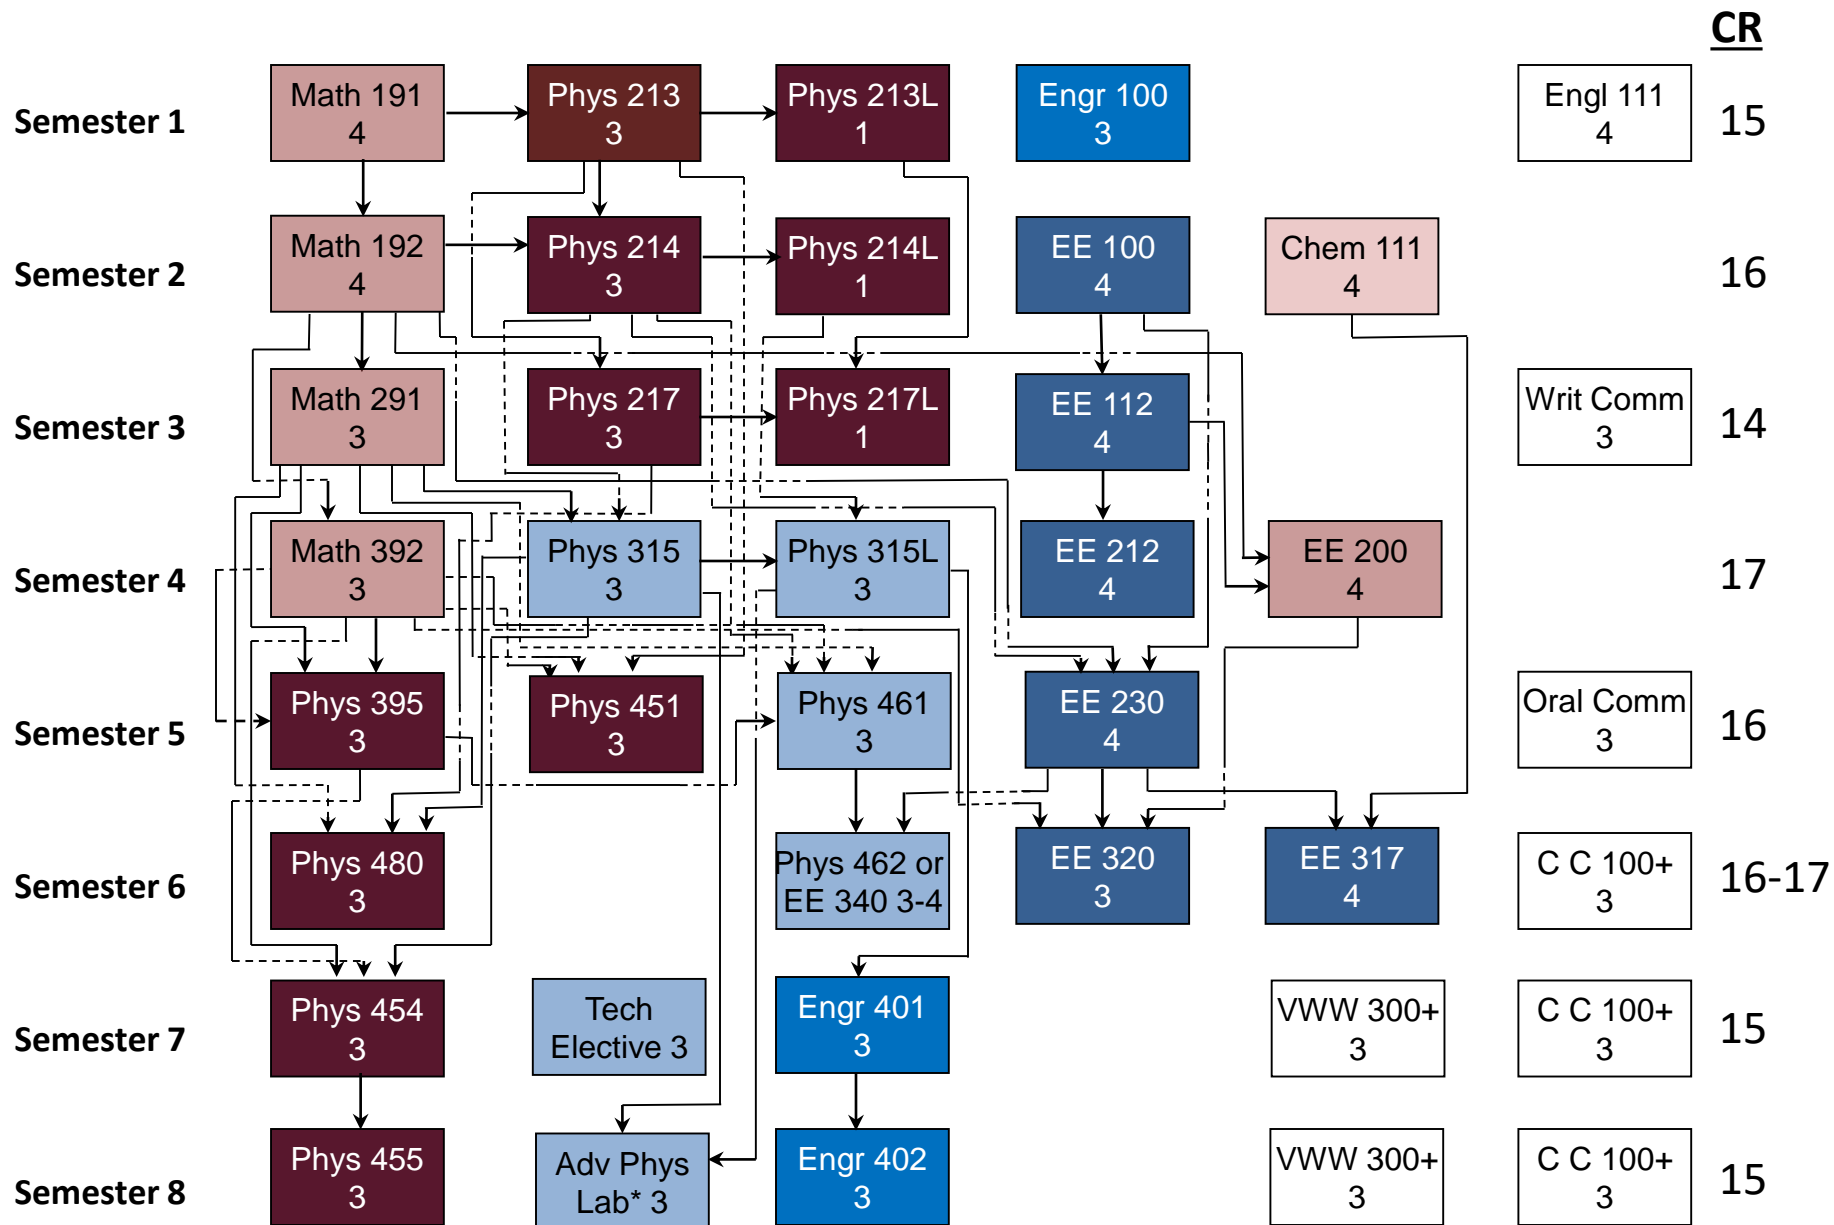 CR
Semester 1
Math 191
4
Phys 213
3
Phys 213L
1
Engr 100
3
Engl 111
4
15
Semester 2
Math 192
4
Phys 214
3
Phys 214L
1
EE 100
4
Chem 111
4
16
Semester 3
Math 291
3
Phys 217
3
Phys 217L
1
EE 112
4
Writ Comm
3
14
Semester 4
Math 392
3
Phys 315
3
Phys 315L
3
EE 212
4
EE 200
4
17
Semester 5
Phys 395
3
Phys 451
3
Phys 461
3
EE 230
4
Oral Comm
3
16
Semester 6
Phys 480
3
Phys 462 or
EE 340 3-4
EE 320
3
EE 317
4
C C 100+
3
16-17
Semester 7
Phys 454
3
Tech
Elective 3
Engr 401
3
VWW 300+
3
C C 100+
3
15
Semester 8
Phys 455
3
Adv Phys
Lab* 3
Engr 402
3
VWW 300+
3
C C 100+
3
15